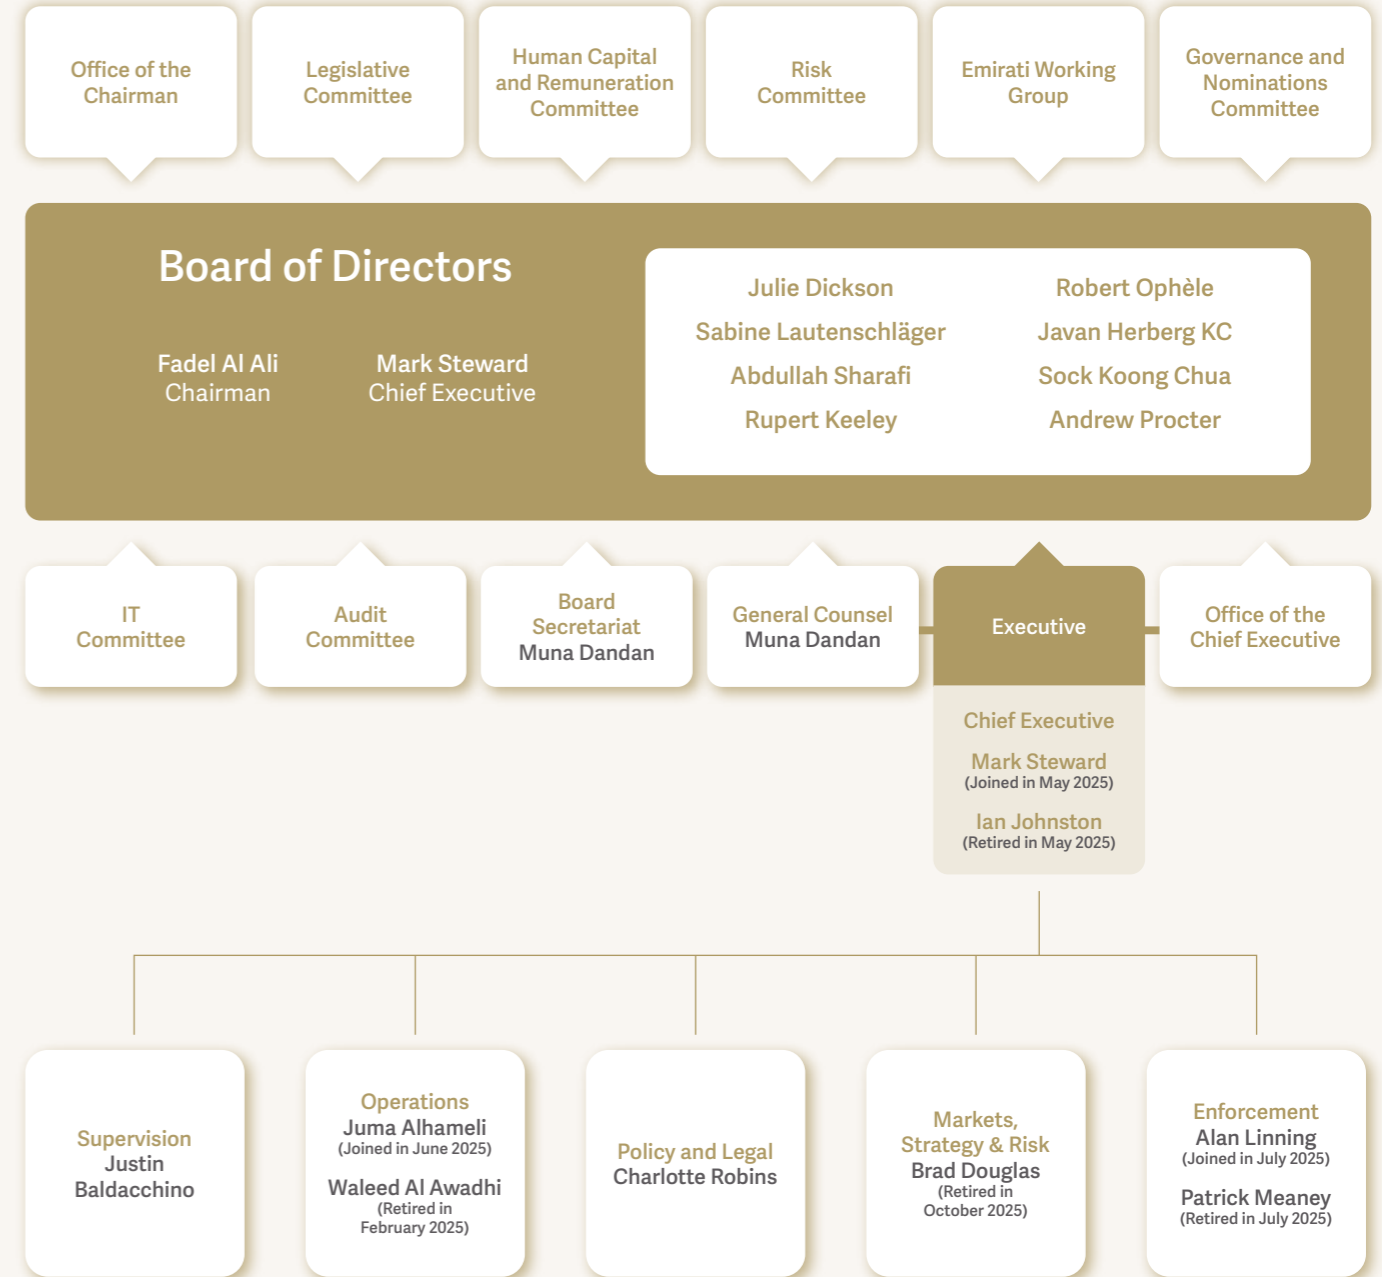 Office of the
Chairman
Legislative
Committee
Human Capital
and Remuneration
Committee
Risk
Committee
Emirati Working
Group
Governance and
Nominations
Committee
Board of Directors
Fadel Al Ali
Chairman
Mark Steward
Chief Executive
Julie Dickson
Sabine Lautenschläger
Abdullah Sharafi
Rupert Keeley
Robert Ophèle
Javan Herberg KC
Sock Koong Chua
Andrew Procter
IT
Committee
Audit
Committee
Board
Secretariat
Muna Dandan
General Counsel
Muna Dandan
Executive
Office of the
Chief Executive
Chief Executive
Mark Steward
(Joined in May 2025)
Ian Johnston
(Retired in May 2025)
Supervision
Justin
Baldacchino
Operations
Juma Alhameli
(Joined in June 2025)
Waleed Al Awadhi
(Retired in
February 2025)
Policy and Legal
Charlotte Robins
Markets,
Strategy & Risk
Brad Douglas
(Retired in
October 2025)
Enforcement
Alan Linning
(Joined in July 2025)
Patrick Meaney
(Retired in July 2025)